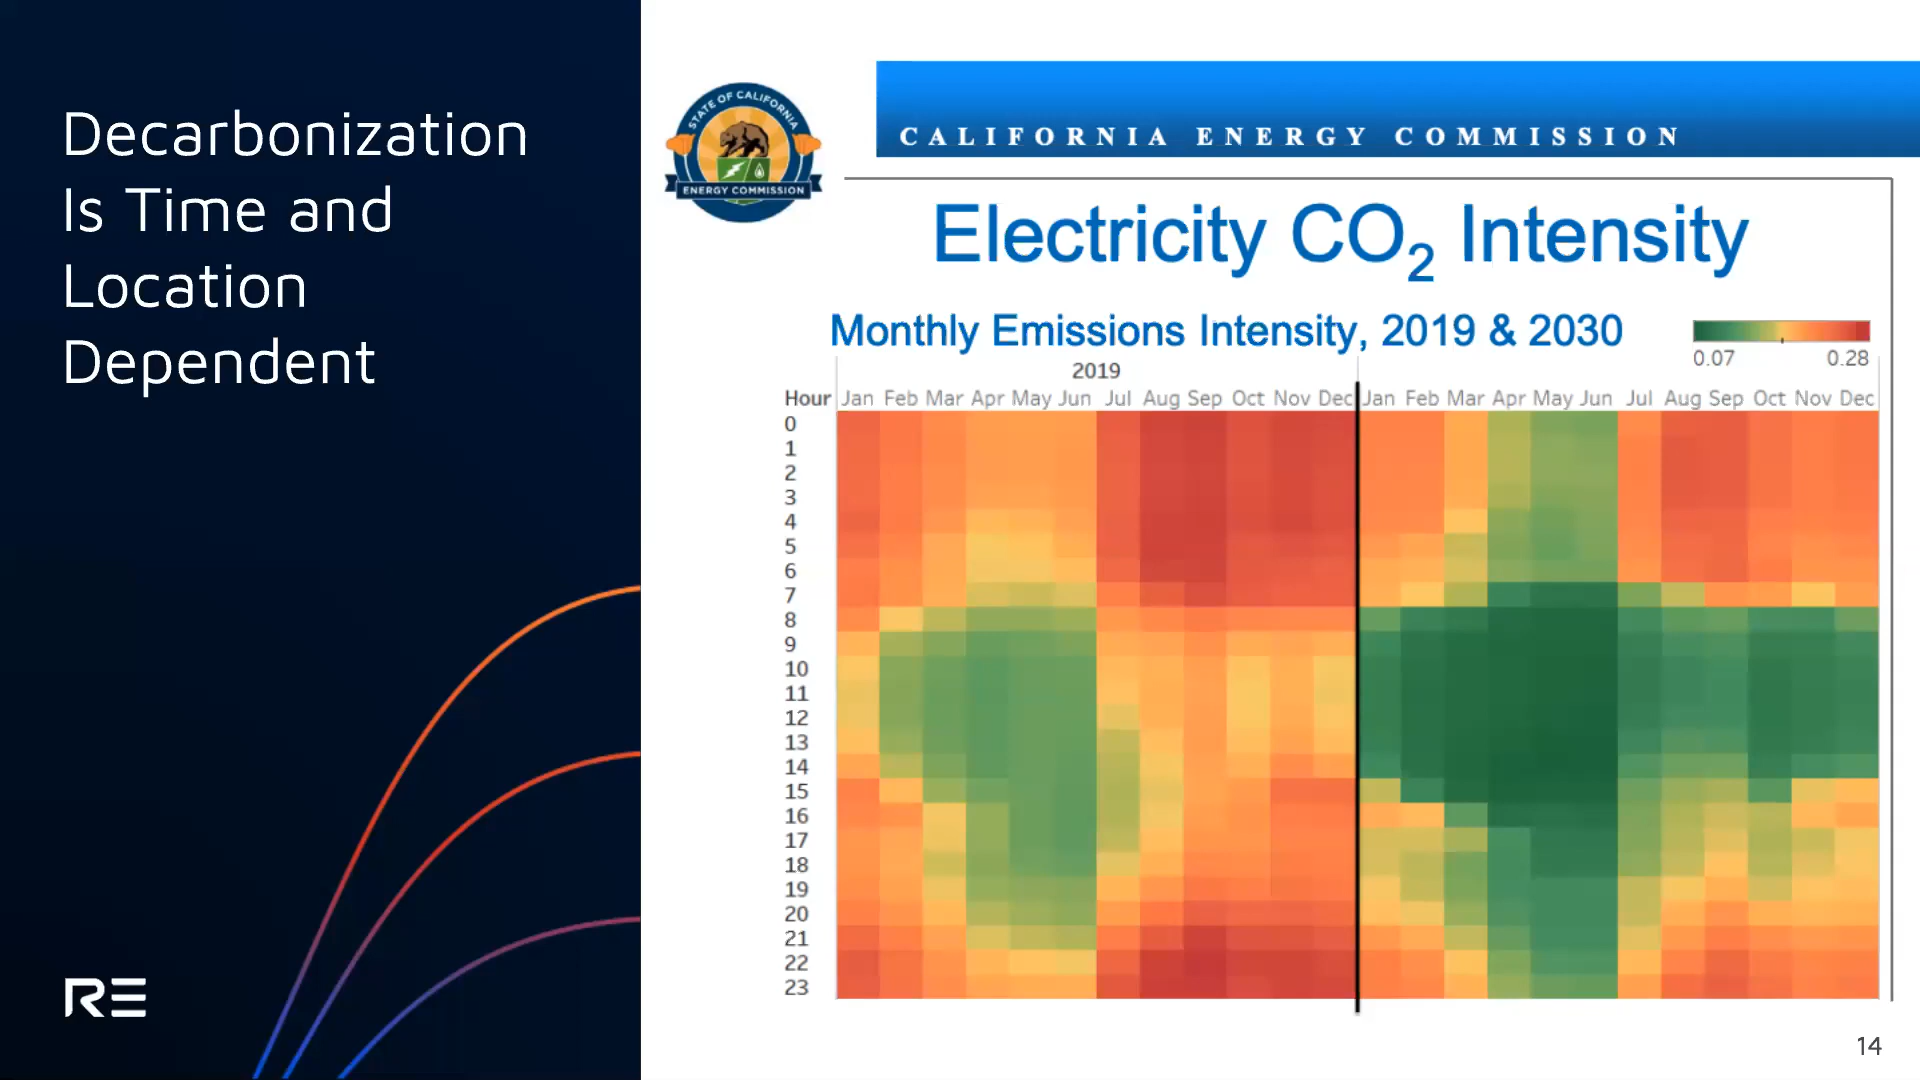 Decarbonization
Is Time and
Location
Dependent
STATE OF CALIFORNIA
ENERGY COMMISSION
CALIFORNIA ENERGY COMMISSION
Electricity CO₂ Intensity
Monthly Emissions Intensity, 2019 & 2030
0.07 0.28
2019
Hour Jan Feb Mar Apr May Jun Jul Aug Sep Oct Nov Dec Jan Feb Mar Apr May Jun Jul Aug Sep Oct Nov Dec
0
1
2
3
4
5
6
7
8
9
10
11
12
13
14
15
16
17
18
19
20
21
22
23
RE
14